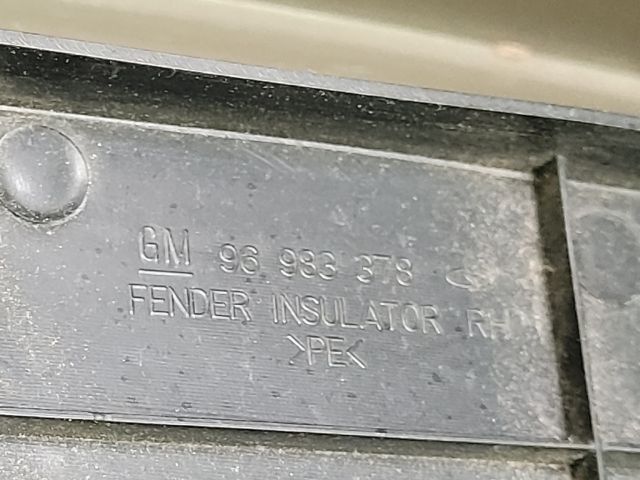 GM 96 983 378
FENDER INSULATOR RH
>PE<